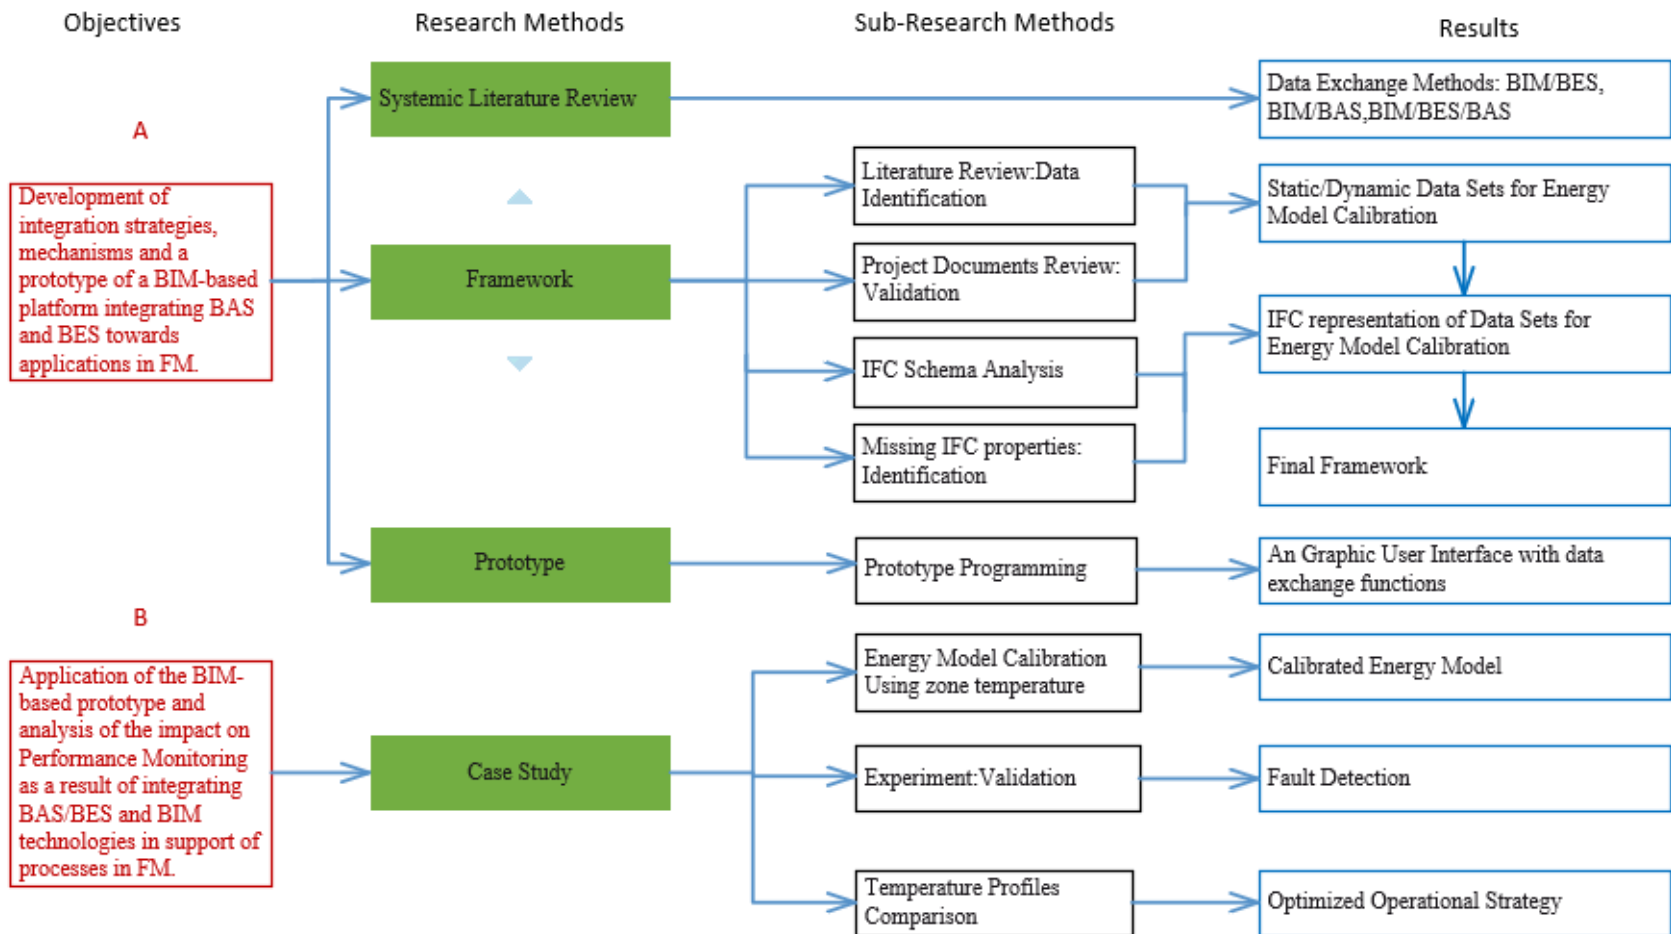 Objectives
Research Methods
Sub-Research Methods
Results
A
Development of
integration strategies,
mechanisms and a
prototype of a BIM-based
platform integrating BAS
and BES towards
applications in FM.
Systemic Literature Review
Data Exchange Methods: BIM/BES,
BIM/BAS,BIM/BES/BAS
Framework
Literature Review:Data
Identification
Project Documents Review:
Validation
IFC Schema Analysis
Missing IFC properties:
Identification
Static/Dynamic Data Sets for Energy
Model Calibration
IFC representation of Data Sets for
Energy Model Calibration
Final Framework
Prototype
Prototype Programming
An Graphic User Interface with data
exchange functions
B
Application of the BIM-
based prototype and
analysis of the impact on
Performance Monitoring
as a result of integrating
BAS/BES and BIM
technologies in support of
processes in FM.
Case Study
Energy Model Calibration
Using zone temperature
Calibrated Energy Model
Experiment:Validation
Fault Detection
Temperature Profiles
Comparison
Optimized Operational Strategy